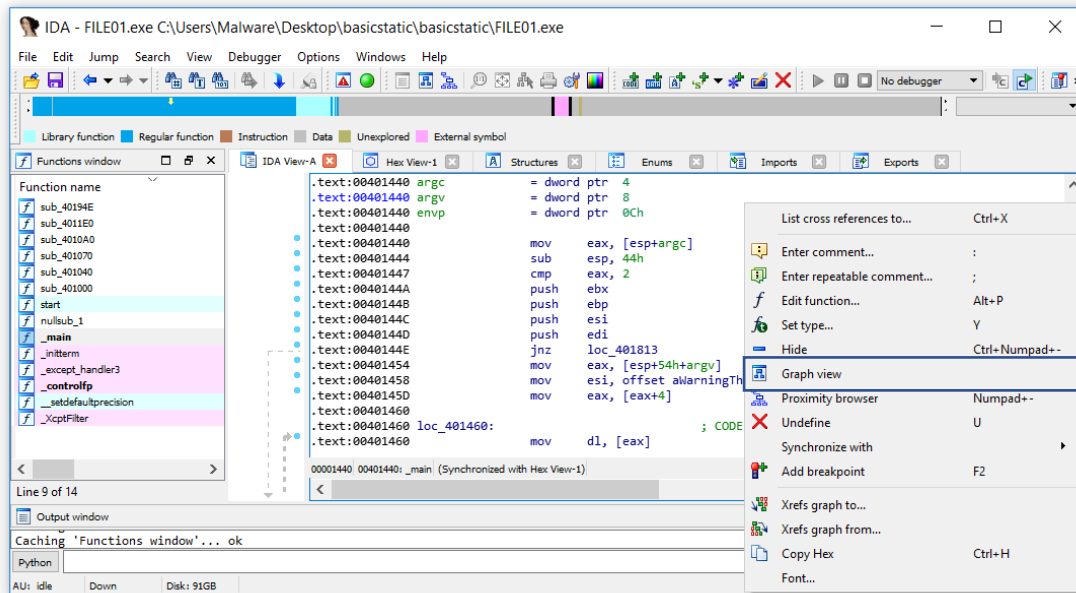 IDA - FILE01.exe C:\Users\Malware\Desktop\basicstatic\basicstatic\FILE01.exe
File Edit Jump Search View Debugger Options Windows Help
No debugger
Library function Regular function Instruction Data Unexplored External symbol
Functions window
IDA View-A Hex View-1 Structures Enums Imports Exports
Function name
sub_40194E
sub_4011E0
sub_4010A0
sub_401070
sub_401040
sub_401000
start
nullsub_1
_main
_initterm
_except_handler3
_controlfp
__setdefaultprecision
_XcptFilter
Line 9 of 14
.text:00401440 argc = dword ptr 4
.text:00401440 argv = dword ptr 8
.text:00401440 envp = dword ptr 0Ch
.text:00401440
.text:00401440 mov eax, [esp+argc]
.text:00401444 sub esp, 44h
.text:00401447 cmp eax, 2
.text:0040144A push ebx
.text:0040144B push ebp
.text:0040144C push esi
.text:0040144D push edi
.text:0040144E jnz loc_401813
.text:00401454 mov eax, [esp+54h+argv]
.text:00401458 mov esi, offset aWarningTh
.text:0040145D mov eax, [eax+4]
.text:00401460
.text:00401460 loc_401460: ; CODE
.text:00401460 mov dl, [eax]
00001440 00401440: _main (Synchronized with Hex View-1)
List cross references to... Ctrl+X
Enter comment... :
Enter repeatable comment... ;
Edit function... Alt+P
Set type... Y
Hide Ctrl+Numpad+-
Graph view
Proximity browser Numpad+-
Undefine U
Synchronize with
Add breakpoint F2
Xrefs graph to...
Xrefs graph from...
Copy Hex Ctrl+H
Font...
Output window
Caching 'Functions window'... ok
Python
AU: idle Down Disk: 91GB